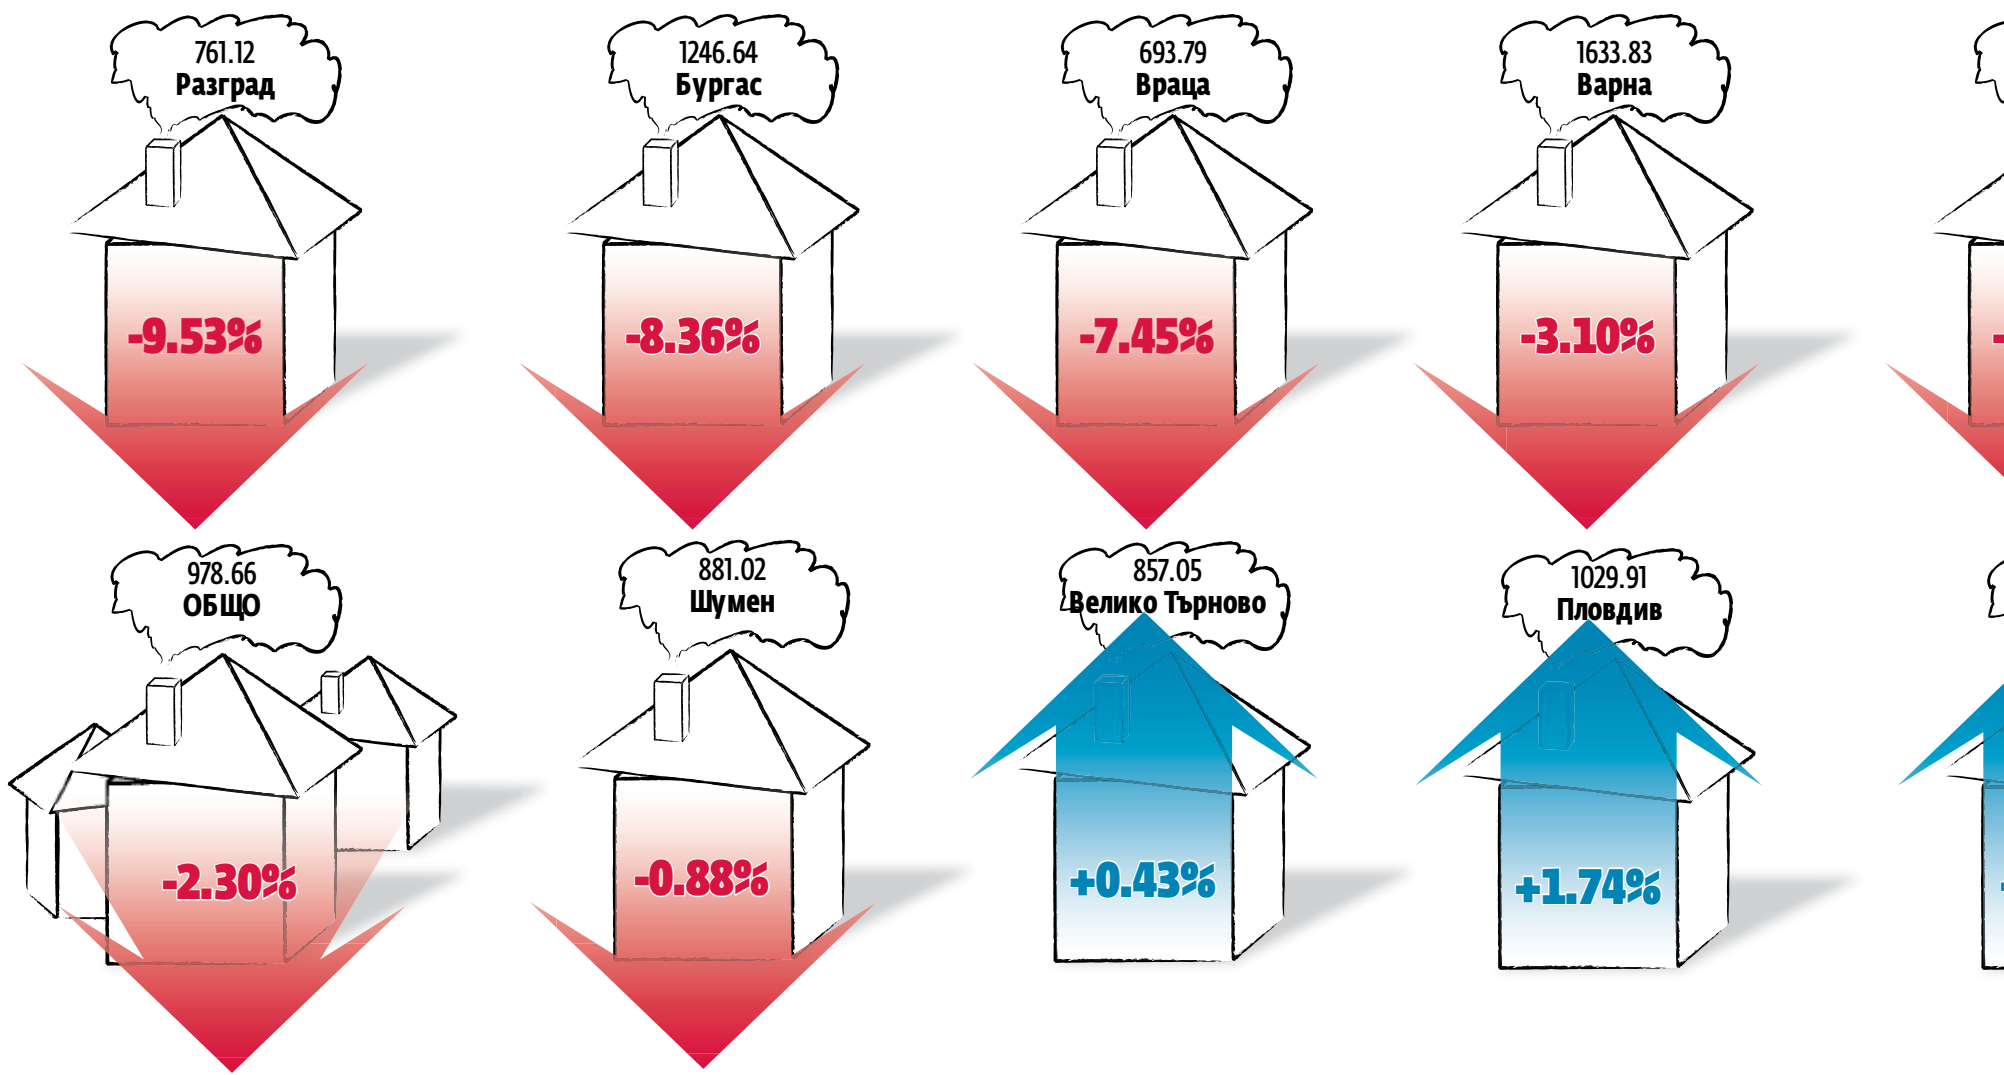 761.12
Разград
-9.53%
1246.64
Бургас
-8.36%
693.79
Враца
-7.45%
1633.83
Варна
-3.10%
978.66
ОБЩО
-2.30%
881.02
Шумен
-0.88%
857.05
Велико Търново
+0.43%
1029.91
Пловдив
+1.74%